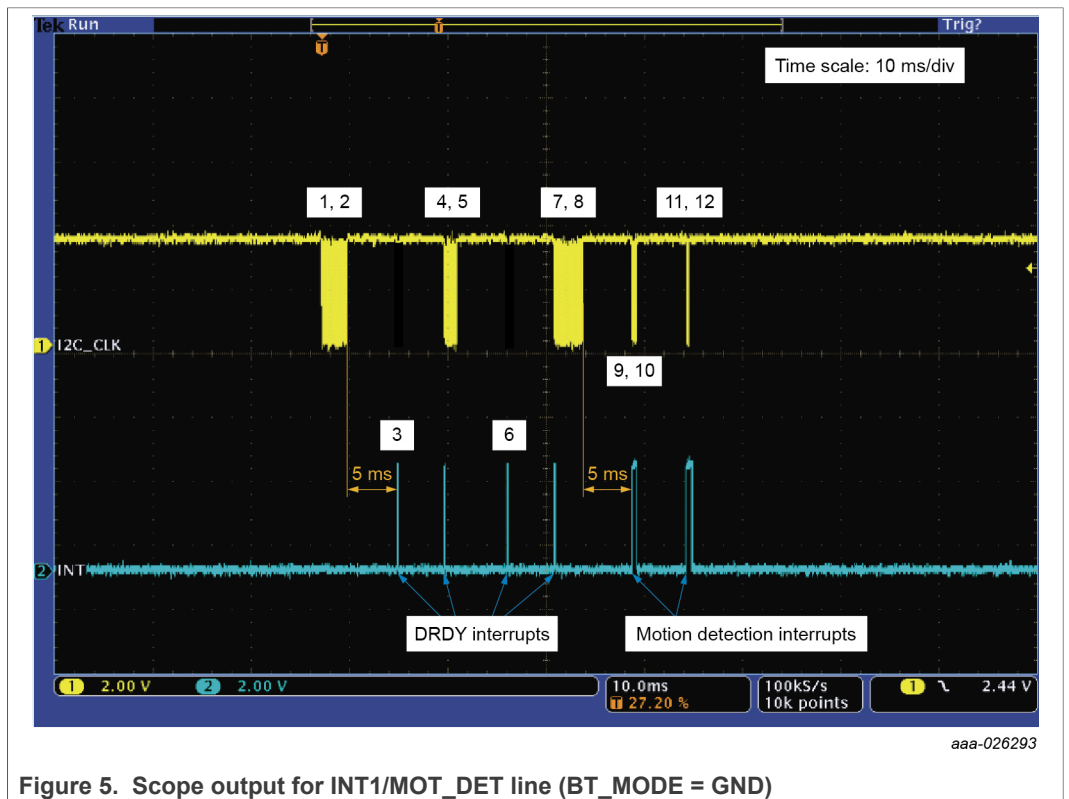 Tek Run
Trig?
T
T
Time scale: 10 ms/div
1, 2
4, 5
7, 8
11, 12
1 I2C_CLK
9, 10
3
6
5 ms
5 ms
2 INT
DRDY interrupts
Motion detection interrupts
1 2.00 V 2 2.00 V
10.0ms
T 27.20 %
100kS/s
10k points
1 2.44 V
aaa-026293
Figure 5. Scope output for INT1/MOT_DET line (BT_MODE = GND)